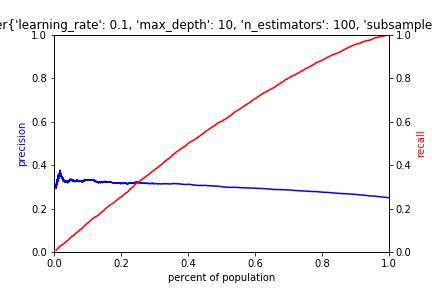 er{'learning_rate': 0.1, 'max_depth': 10, 'n_estimators': 100, 'subsample
1.0 1.0
0.8 0.8
precision 0.6 0.6 recall
0.4 0.4
0.2 0.2
0.0 0.0
0.0 0.2 0.4 0.6 0.8 1.0
percent of population